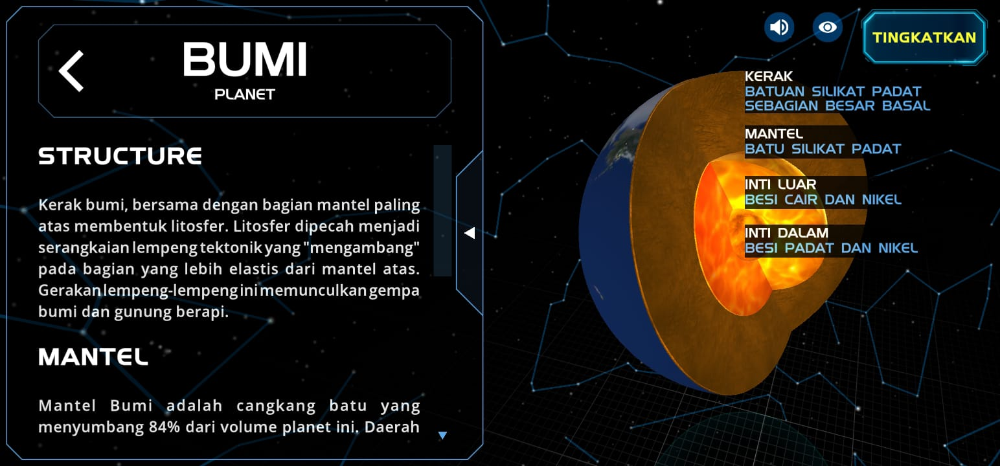 BUMI
PLANET
STRUCTURE
Kerak bumi, bersama dengan bagian mantel paling
atas membentuk litosfer. Litosfer dipecah menjadi
serangkaian lempeng tektonik yang "mengambang"
pada bagian yang lebih elastis dari mantel atas.
Gerakan lempeng-lempeng ini memunculkan gempa
bumi dan gunung berapi.
MANTEL
Mantel Bumi adalah cangkang batu yang
menyumbang 84% dari volume planet ini. Daerah
TINGKATKAN
KERAK
BATUAN SILIKAT PADAT
SEBAGIAN BESAR BASAL
MANTEL
BATU SILIKAT PADAT
INTI LUAR
BESI CAIR DAN NIKEL
INTI DALAM
BESI PADAT DAN NIKEL